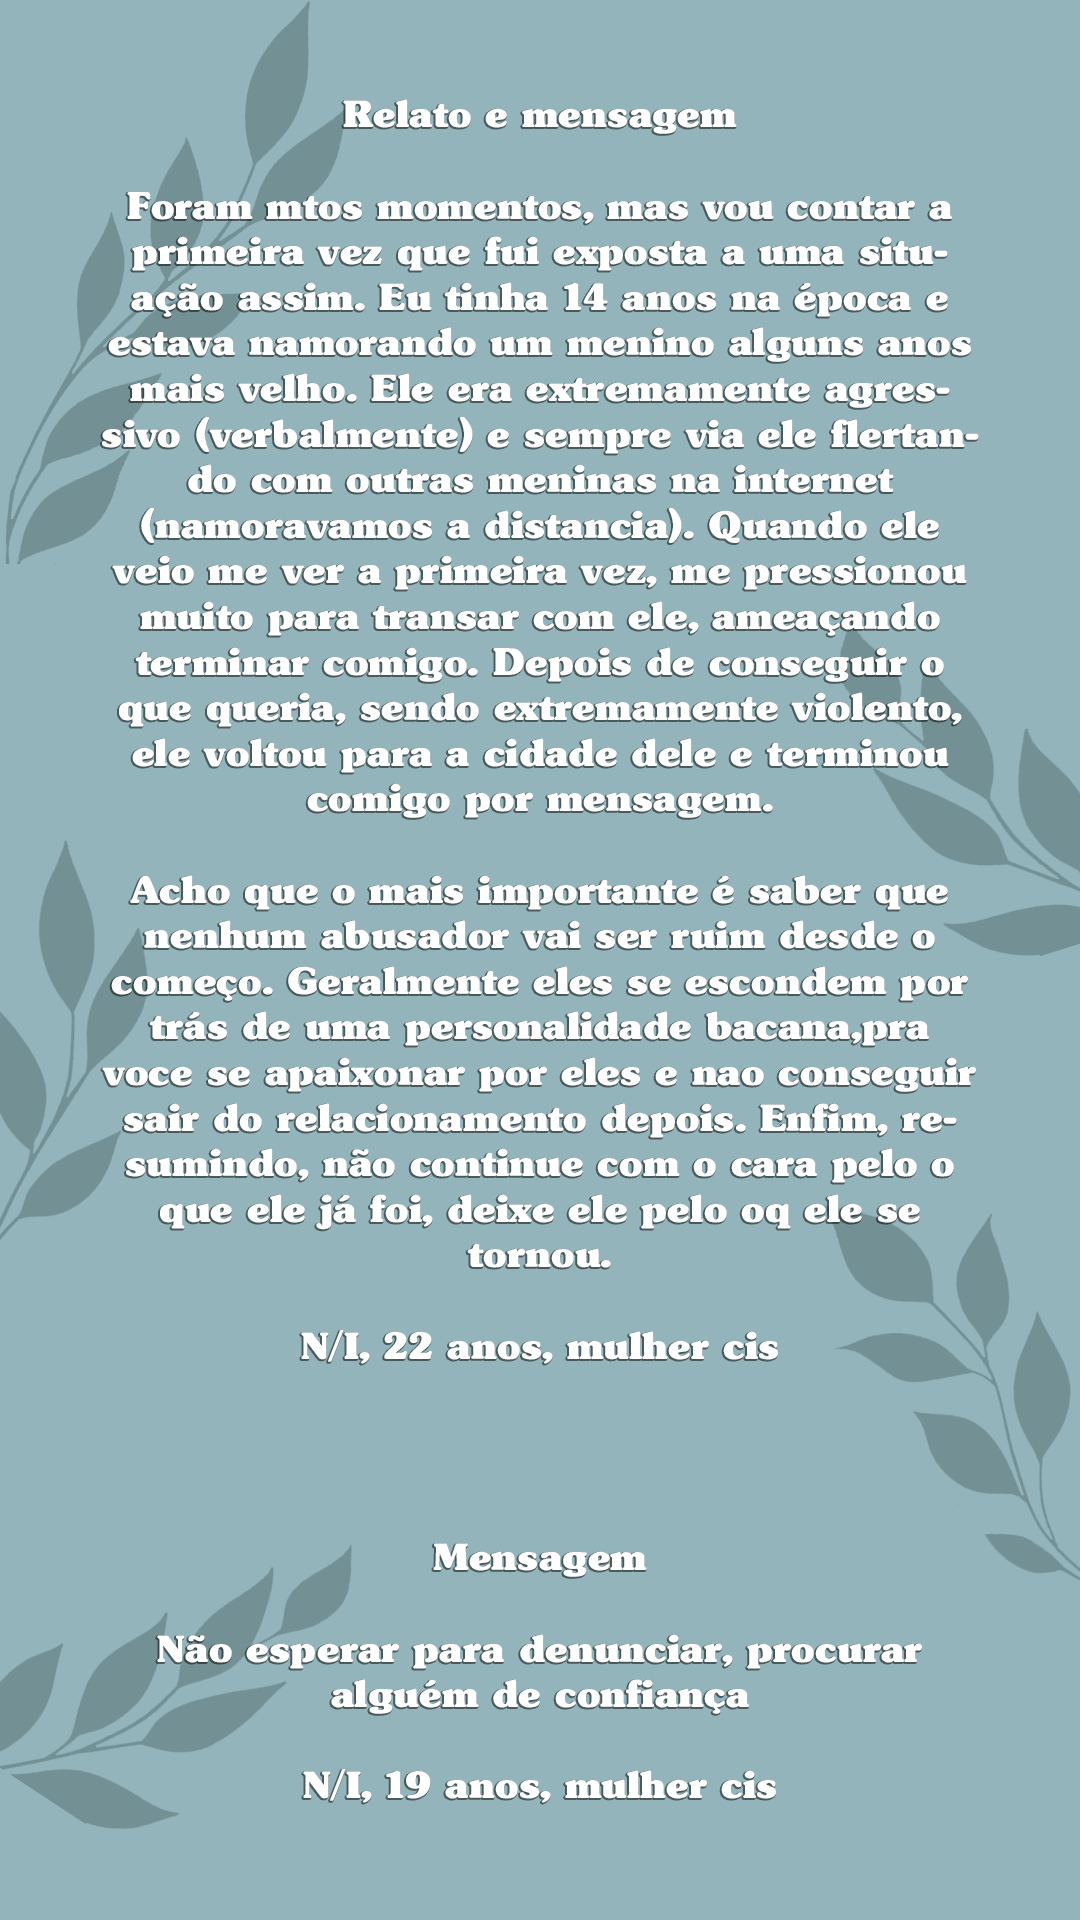 Relato e mensagem
Foram mtos momentos, mas vou contar a
primeira vez que fui exposta a uma situ-
ação assim. Eu tinha 14 anos na época e
estava namorando um menino alguns anos
mais velho. Ele era extremamente agres-
sivo (verbalmente) e sempre via ele flertan-
do com outras meninas na internet
(namoravamos a distancia). Quando ele
veio me ver a primeira vez, me pressionou
muito para transar com ele, ameaçando
terminar comigo. Depois de conseguir o
que queria, sendo extremamente violento,
ele voltou para a cidade dele e terminou
comigo por mensagem.
Acho que o mais importante é saber que
nenhum abusador vai ser ruim desde o
começo. Geralmente eles se escondem por
trás de uma personalidade bacana,pra
voce se apaixonar por eles e nao conseguir
sair do relacionamento depois. Enfim, re-
sumindo, não continue com o cara pelo o
que ele já foi, deixe ele pelo oq ele se
tornou.
N/I, 22 anos, mulher cis
Mensagem
Não esperar para denunciar, procurar
alguém de confiança
N/I, 19 anos, mulher cis